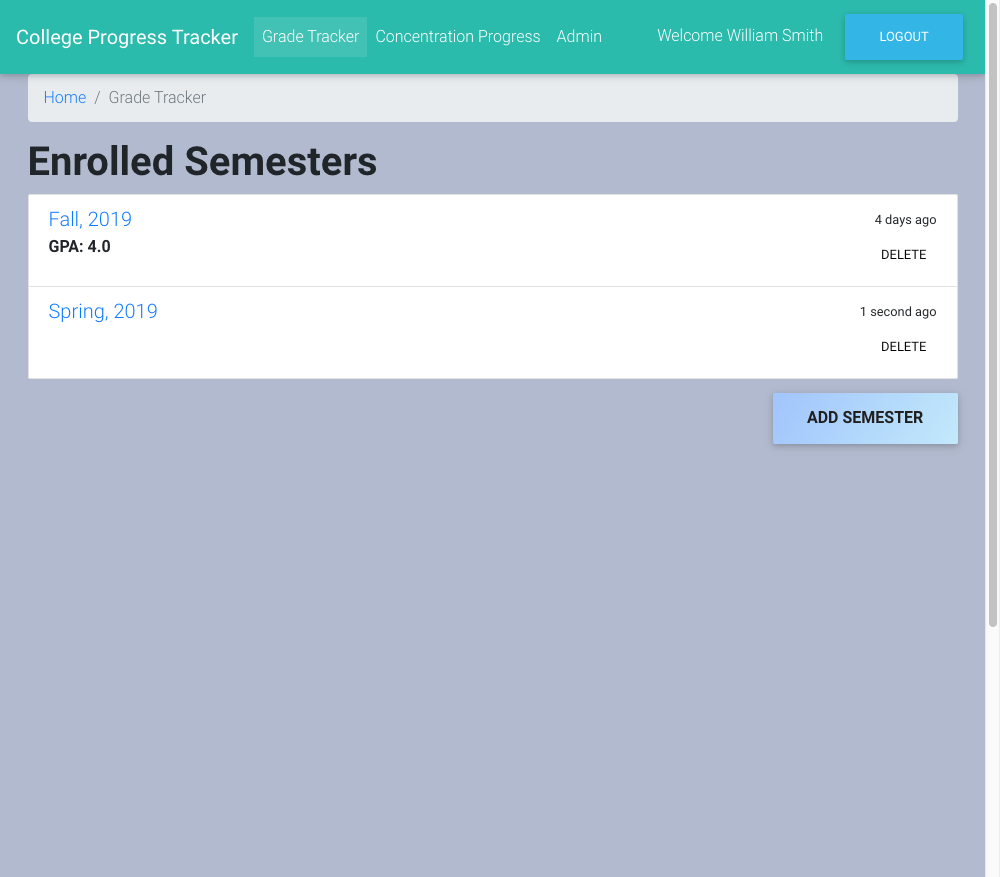 College Progress Tracker Grade Tracker Concentration Progress Admin Welcome William Smith LOGOUT
Home / Grade Tracker
Enrolled Semesters
Fall, 2019 4 days ago
GPA: 4.0 DELETE
Spring, 2019 1 second ago
DELETE
ADD SEMESTER